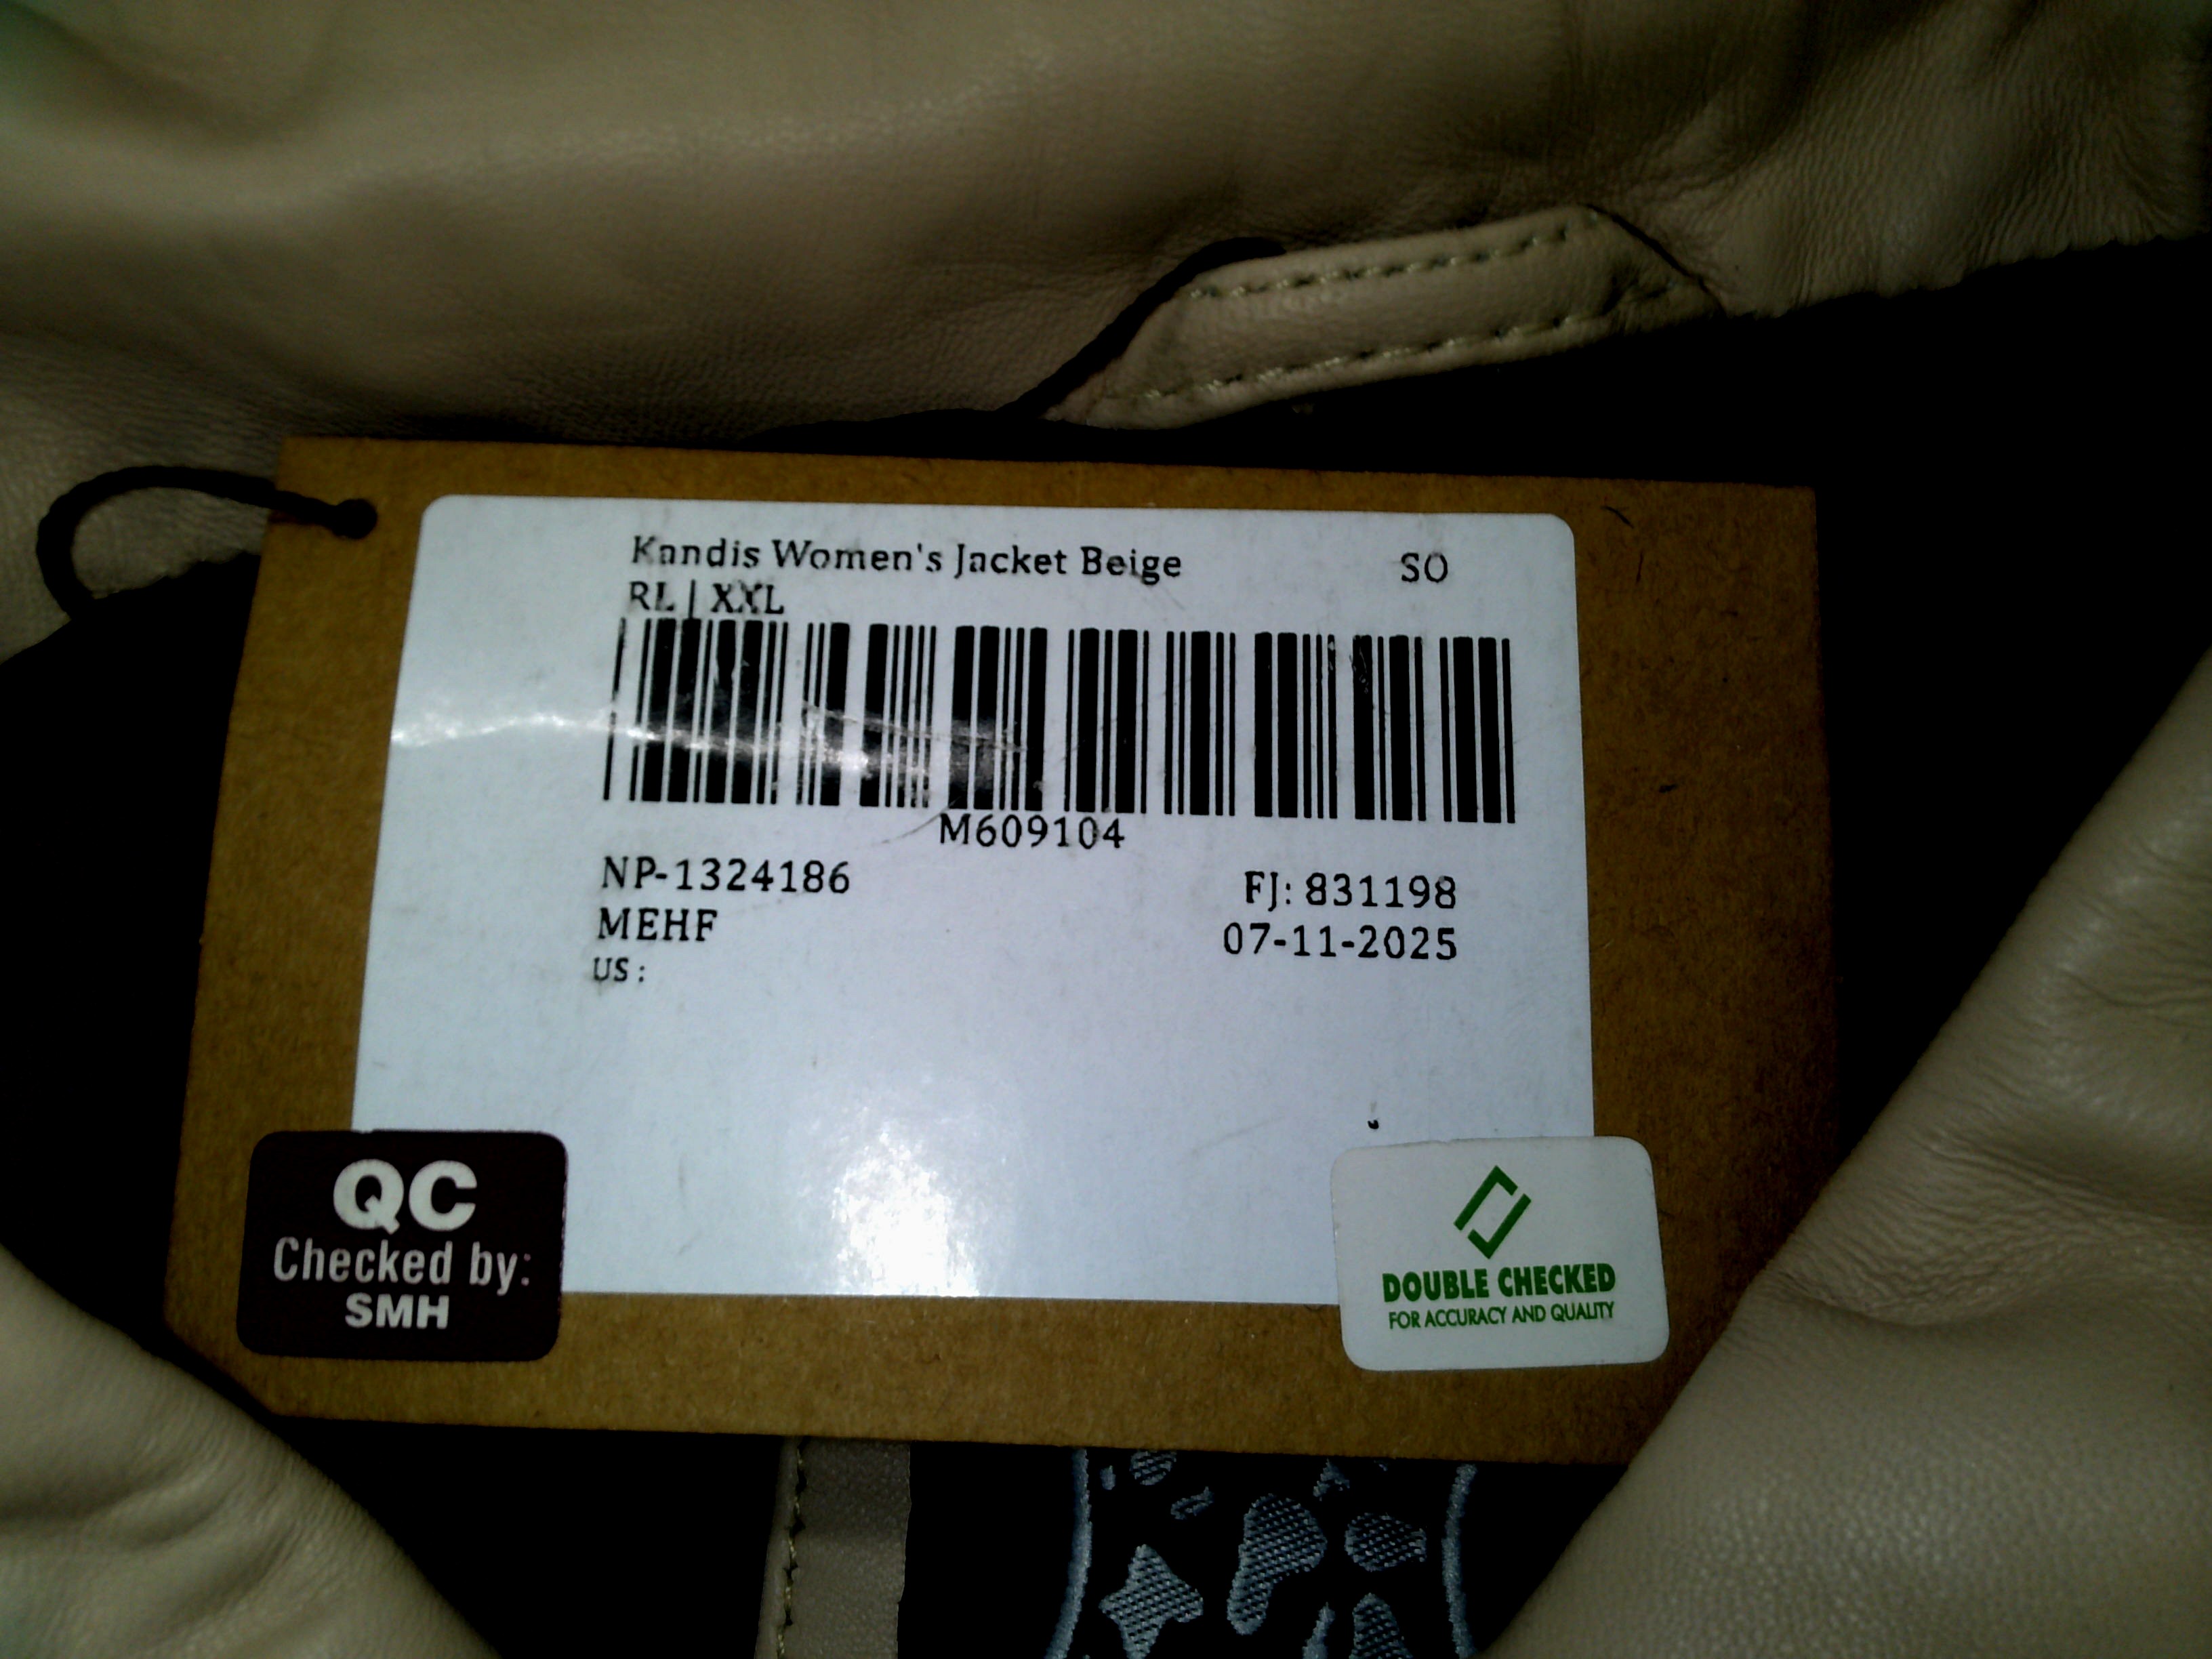 Kandis Women's Jacket Beige SO
RL | XXL
M609104
NP-1324186 FJ: 831198
MEHF 07-11-2025
US :
QC
Checked by:
SMH
DOUBLE CHECKED
FOR ACCURACY AND QUALITY